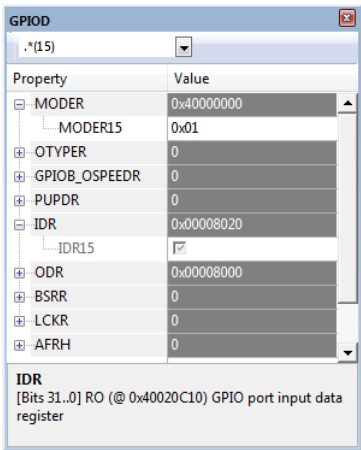 GPIOD
.*(15)
Property Value
MODER 0x40000000
MODER15 0x01
OTYPER 0
GPIOB_OSPEEDR 0
PUPDR 0
IDR 0x00008020
IDR15
ODR 0x00008000
BSRR 0
LCKR 0
AFRH 0
IDR
[Bits 31..0] RO (@ 0x40020C10) GPIO port input data
register